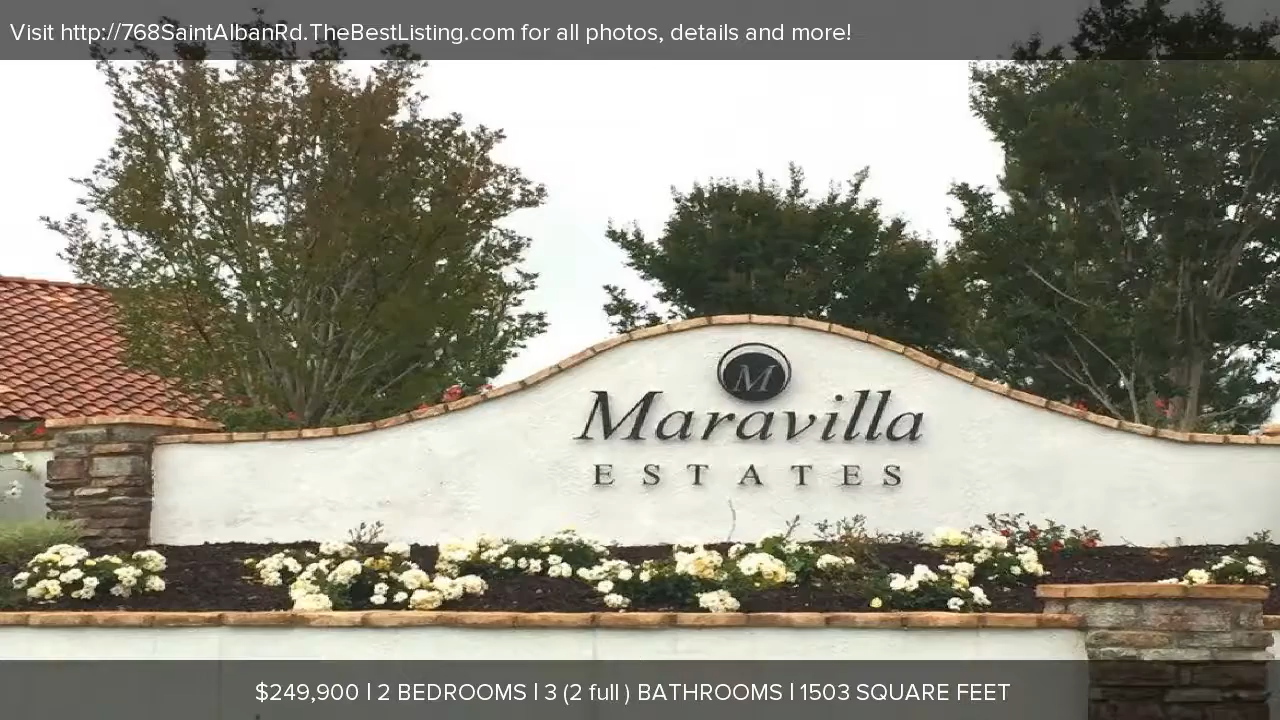 Visit http://768SaintAlbanRd.TheBestListing.com for all photos, details and more!
M
Maravilla
ESTATES
$249,900 | 2 BEDROOMS | 3 (2 full ) BATHROOMS | 1503 SQUARE FEET